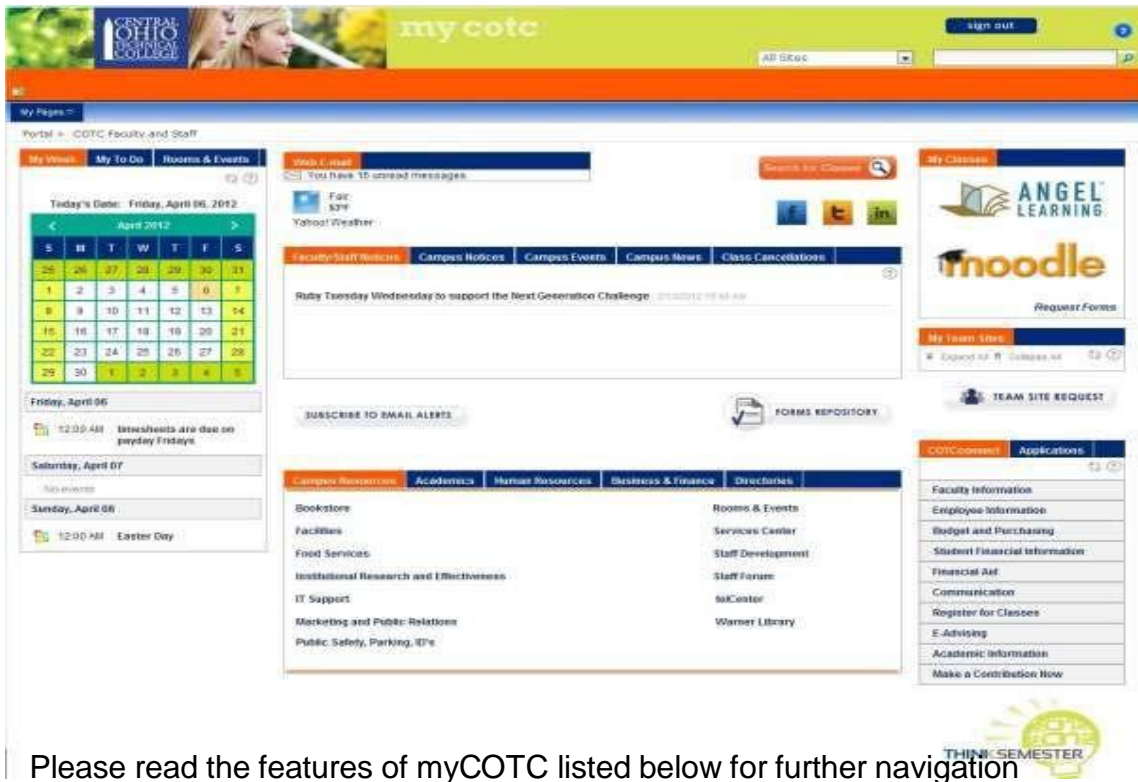 CENTRAL
OHIO
TECHNICAL
COLLEGE
my cotc
sign out
All Sites
My Pages
Portal » COTC Faculty and Staff
My Week My To Do Rooms & Events
Today's Date: Friday, April 06, 2012
< April 2012 >
S M T W T F S
25 26 27 28 29 30 31
1 2 3 4 5 6 7
8 9 10 11 12 13 14
15 16 17 18 19 20 21
22 23 24 25 26 27 28
29 30 1 2 3 4 5
Friday, April 06
12:00 AM timesheets are due on
payday Fridays
Saturday, April 07
No events
Sunday, April 08
12:00 AM Easter Day
Web E-mail
You have 15 unread messages
Fair
53°F
Yahoo! Weather
Search for Classes
f t in
Faculty-Staff Notices Campus Notices Campus Events Campus News Class Cancellations
Ruby Tuesday Wednesday to support the Next Generation Challenge
SUBSCRIBE TO EMAIL ALERTS
FORMS REPOSITORY
Campus Resources Academics Human Resources Business & Finance Directories
Bookstore
Facilities
Food Services
Institutional Research and Effectiveness
IT Support
Marketing and Public Relations
Public Safety, Parking, ID's
Rooms & Events
Services Center
Staff Development
Staff Forum
telCenter
Warner Library
My Classes
ANGEL
LEARNING
moodle
Request Forms
My Team Sites
Expand All Collapse All
TEAM SITE REQUEST
COTCconnect Applications
Faculty Information
Employee Information
Budget and Purchasing
Student Financial Information
Financial Aid
Communication
Register for Classes
E-Advising
Academic Information
Make a Contribution Now
THINK SEMESTER
Please read the features of myCOTC listed below for further navigation